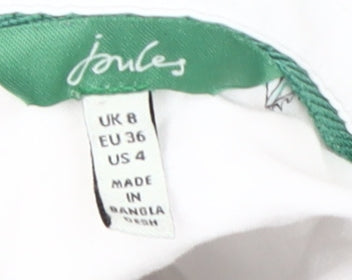 Joules
UK 8
EU 36
US 4
MADE
IN
BANGLA
DESH